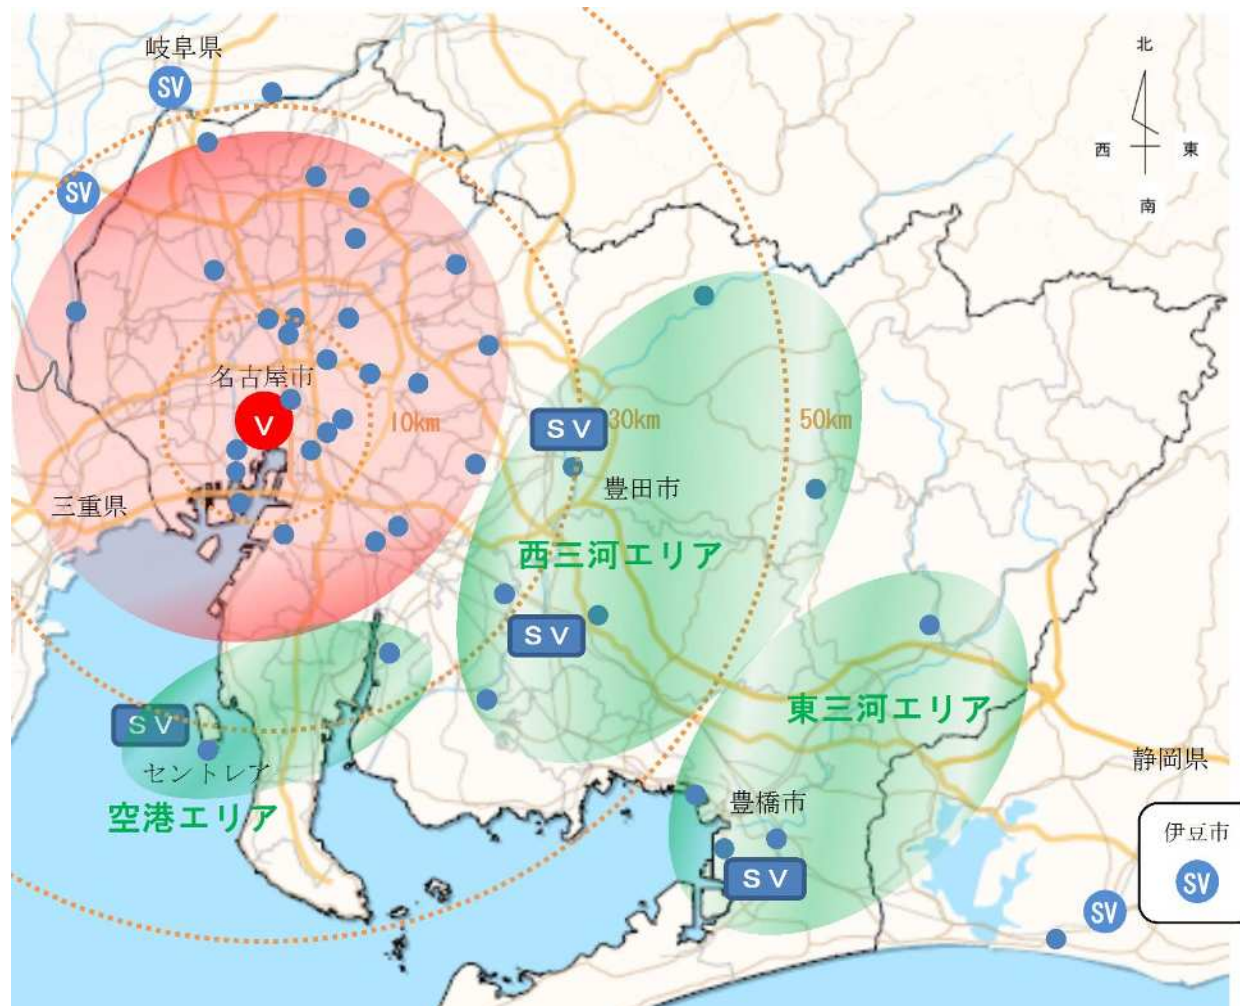 岐阜県
北
SV
西
東
SV
南
名古屋市
V
10km
SV
30km
50km
三重県
豊田市
西三河エリア
SV
東三河エリア
SV
静岡県
セントレア
豊橋市
空港エリア
伊豆市
SV
SV
SV